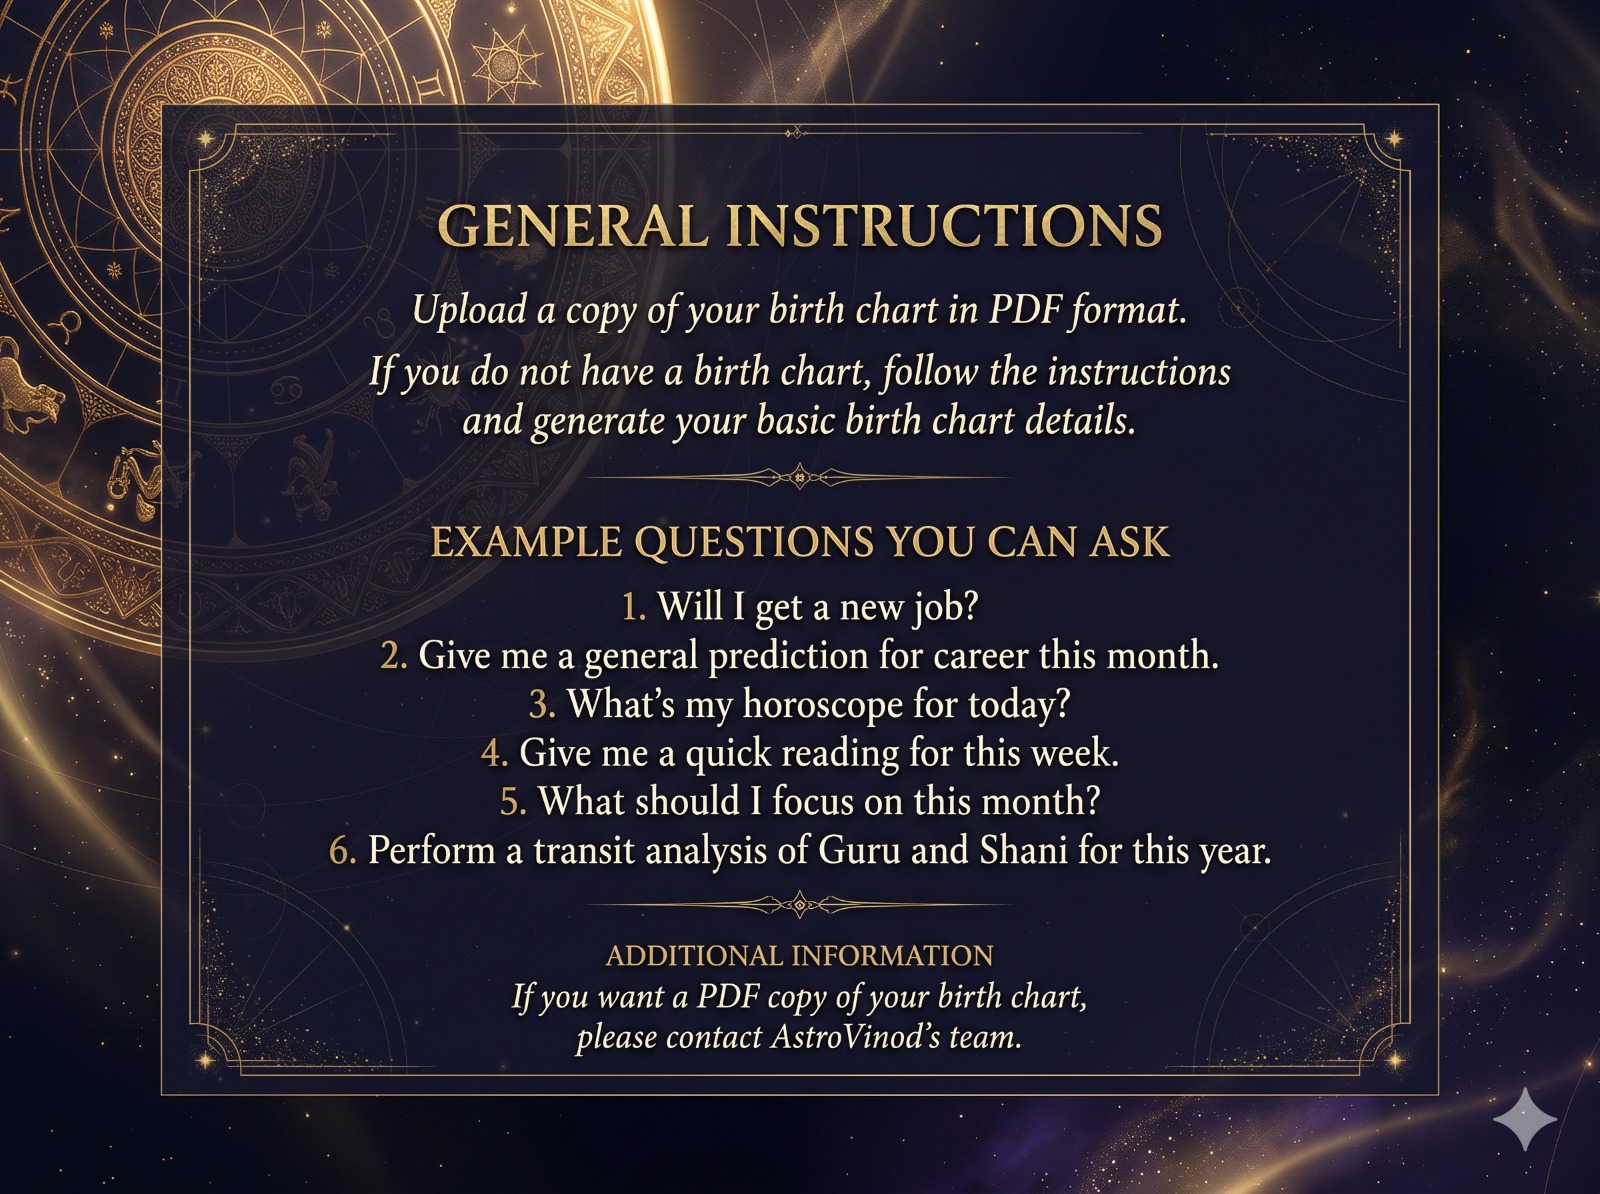 GENERAL INSTRUCTIONS
Upload a copy of your birth chart in PDF format.
If you do not have a birth chart, follow the instructions
and generate your basic birth chart details.
EXAMPLE QUESTIONS YOU CAN ASK
1. Will I get a new job?
2. Give me a general prediction for career this month.
3. What’s my horoscope for today?
4. Give me a quick reading for this week.
5. What should I focus on this month?
6. Perform a transit analysis of Guru and Shani for this year.
ADDITIONAL INFORMATION
If you want a PDF copy of your birth chart,
please contact AstroVinod’s team.